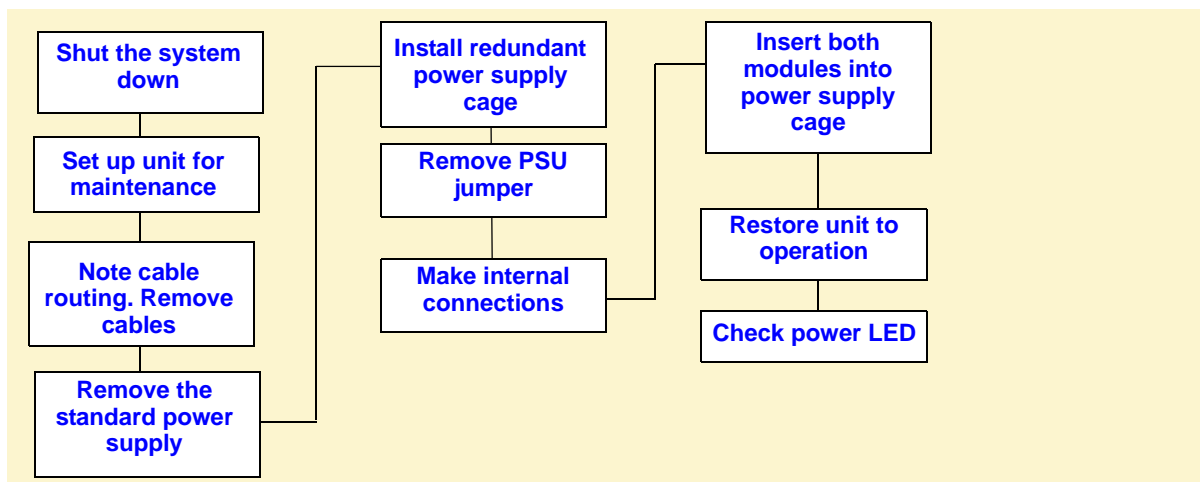 Shut the system
down
Set up unit for
maintenance
Note cable
routing. Remove
cables
Remove the
standard power
supply
Install redundant
power supply
cage
Remove PSU
jumper
Make internal
connections
Insert both
modules into
power supply
cage
Restore unit to
operation
Check power LED